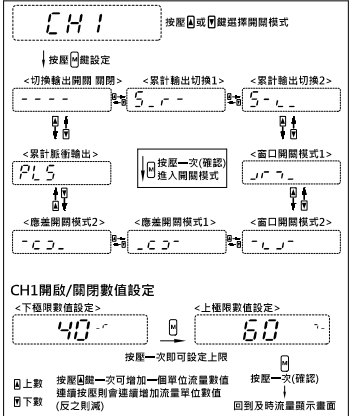 CH1
按壓▲或▼鍵選擇開關模式
按壓M鍵設定
<切換輸出開關 關閉> <累計輸出切換1> <累計輸出切換2>
<累計脈衝輸出> <窗口開關模式1>
PLS
按壓一次(確認)
M
進入開關模式
<應差開關模式2> <應差開關模式1> <窗口開關模式2>
CH1開啟/關閉數值設定
<下極限數值設定> <上極限數值設定>
40 M 60
按壓一次即可設定上限
M
▲上數 按壓▲鍵一次可增加一個單位流量數值
按壓一次(確認)
▼下數 連續按壓則會連續增加流量單位數值
(反之則減)
回到及時流量顯示畫面